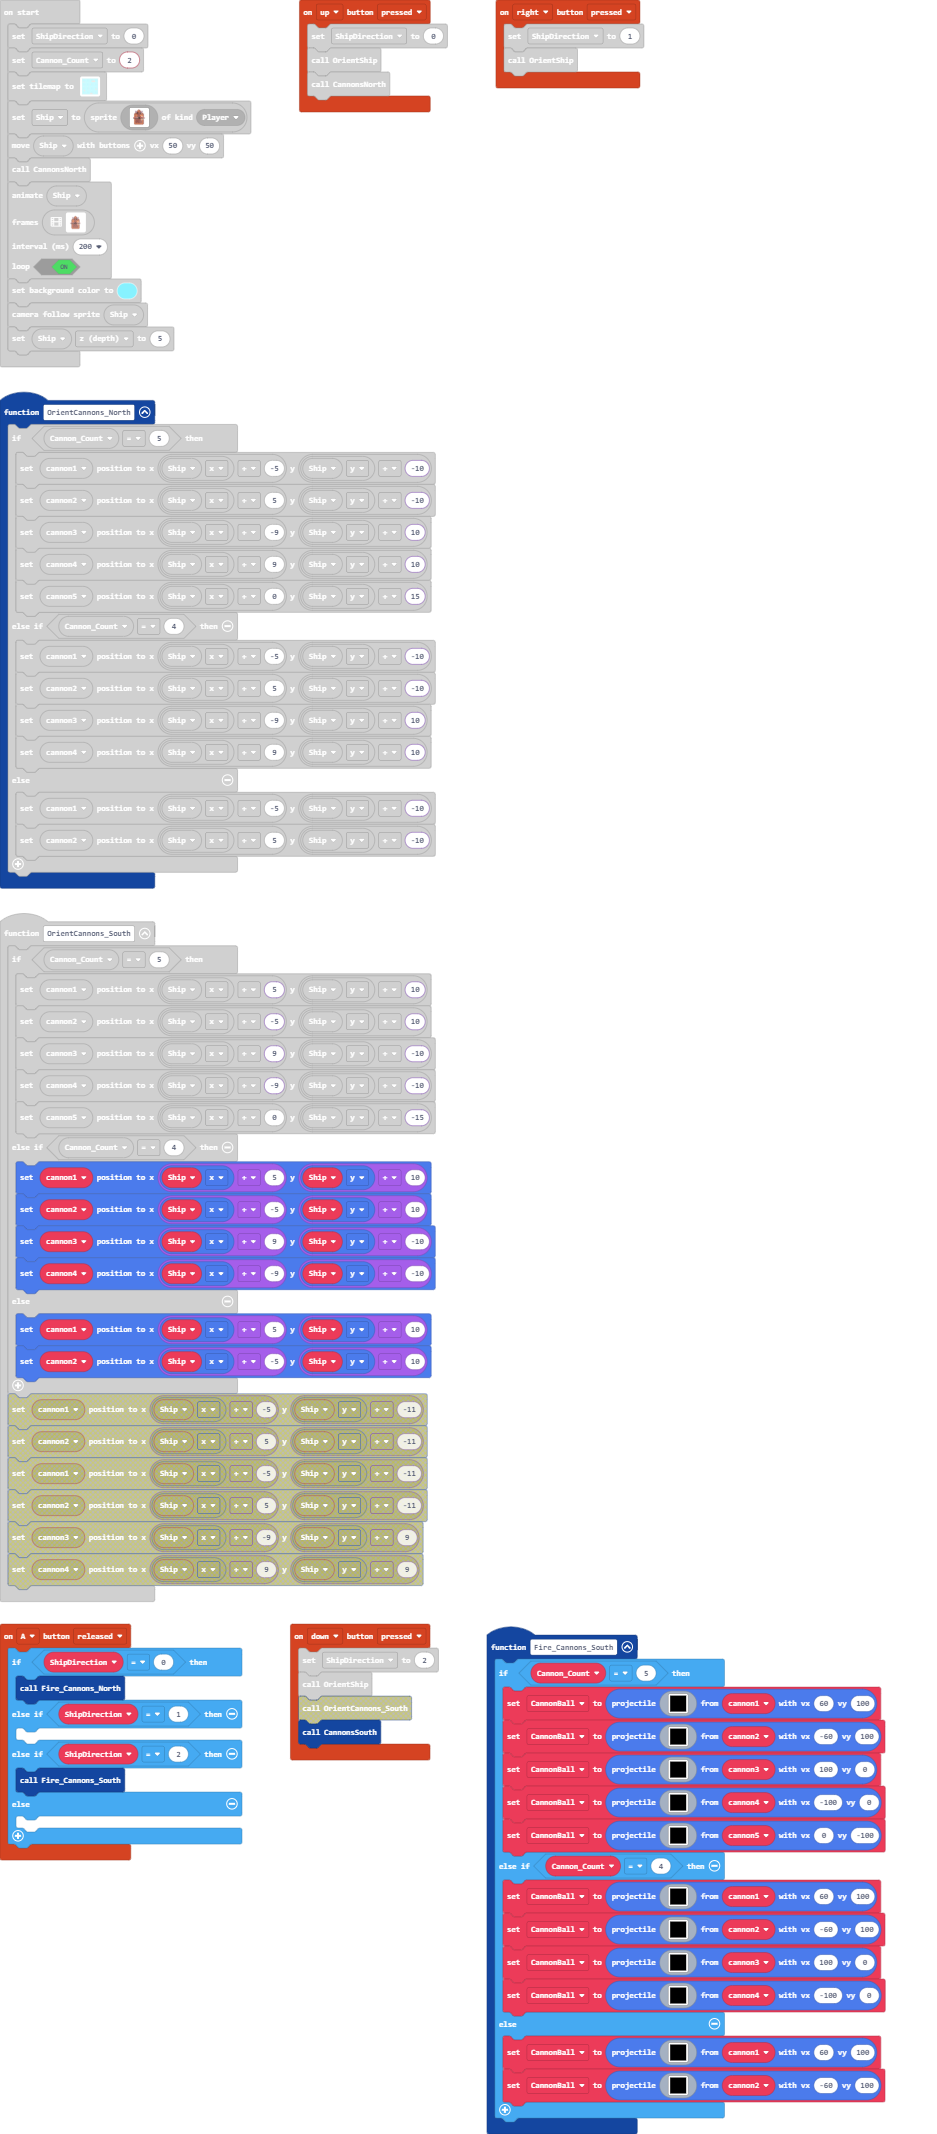 on start
set ShipDirection to 0
set Cannon_Count to 2
set tilemap to
set Ship to sprite of kind Player
move Ship with buttons vx 50 vy 50
call CannonsNorth
animate Ship
frames
interval (ms) 200
loop ON
set background color to
camera follow sprite Ship
set Ship z (depth) to 5
on up button pressed
set ShipDirection to 0
call OrientShip
call CannonsNorth
on right button pressed
set ShipDirection to 1
call OrientShip
function OrientCannons_North
if Cannon_Count = 5 then
set cannon1 position to x Ship x + -5 y Ship y + -10
set cannon2 position to x Ship x + 5 y Ship y + -10
set cannon3 position to x Ship x + -9 y Ship y + 10
set cannon4 position to x Ship x + 9 y Ship y + 10
set cannon5 position to x Ship x + 0 y Ship y + 15
else if Cannon_Count = 4 then
set cannon1 position to x Ship x + -5 y Ship y + -10
set cannon2 position to x Ship x + 5 y Ship y + -10
set cannon3 position to x Ship x + -9 y Ship y + 10
set cannon4 position to x Ship x + 9 y Ship y + 10
else
set cannon1 position to x Ship x + -5 y Ship y + -10
set cannon2 position to x Ship x + 5 y Ship y + -10
function OrientCannons_South
if Cannon_Count = 5 then
set cannon1 position to x Ship x + 5 y Ship y + 10
set cannon2 position to x Ship x + -5 y Ship y + 10
set cannon3 position to x Ship x + 9 y Ship y + -10
set cannon4 position to x Ship x + -9 y Ship y + -10
set cannon5 position to x Ship x + 0 y Ship y + -15
else if Cannon_Count = 4 then
set cannon1 position to x Ship x + 5 y Ship y + 10
set cannon2 position to x Ship x + -5 y Ship y + 10
set cannon3 position to x Ship x + 9 y Ship y + -10
set cannon4 position to x Ship x + -9 y Ship y + -10
else
set cannon1 position to x Ship x + 5 y Ship y + 10
set cannon2 position to x Ship x + -5 y Ship y + 10
set cannon1 position to x Ship x + -5 y Ship y + -11
set cannon2 position to x Ship x + 5 y Ship y + -11
set cannon1 position to x Ship x + -5 y Ship y + -11
set cannon2 position to x Ship x + 5 y Ship y + -11
set cannon3 position to x Ship x + -9 y Ship y + 9
set cannon4 position to x Ship x + 9 y Ship y + 9
on A button released
if ShipDirection = 0 then
call Fire_Cannons_North
else if ShipDirection = 1 then
else if ShipDirection = 2 then
call Fire_Cannons_South
else
on down button pressed
set ShipDirection to 2
call OrientShip
call OrientCannons_South
call CannonsSouth
function Fire_Cannons_South
if Cannon_Count = 5 then
set CannonBall to projectile from cannon1 with vx 60 vy 100
set CannonBall to projectile from cannon2 with vx -60 vy 100
set CannonBall to projectile from cannon3 with vx 100 vy 0
set CannonBall to projectile from cannon4 with vx -100 vy 0
set CannonBall to projectile from cannon5 with vx 0 vy -100
else if Cannon_Count = 4 then
set CannonBall to projectile from cannon1 with vx 60 vy 100
set CannonBall to projectile from cannon2 with vx -60 vy 100
set CannonBall to projectile from cannon3 with vx 100 vy 0
set CannonBall to projectile from cannon4 with vx -100 vy 0
else
set CannonBall to projectile from cannon1 with vx 60 vy 100
set CannonBall to projectile from cannon2 with vx -60 vy 100